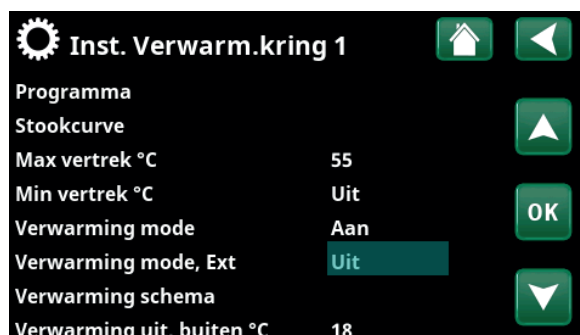 Inst. Verwarm.kring 1
Programma
Stookcurve
Max vertrek °C 55
Min vertrek °C Uit
Verwarming mode Aan
OK
Verwarming mode, Ext Uit
Verwarming schema
Verwarming uit, buiten °C 18